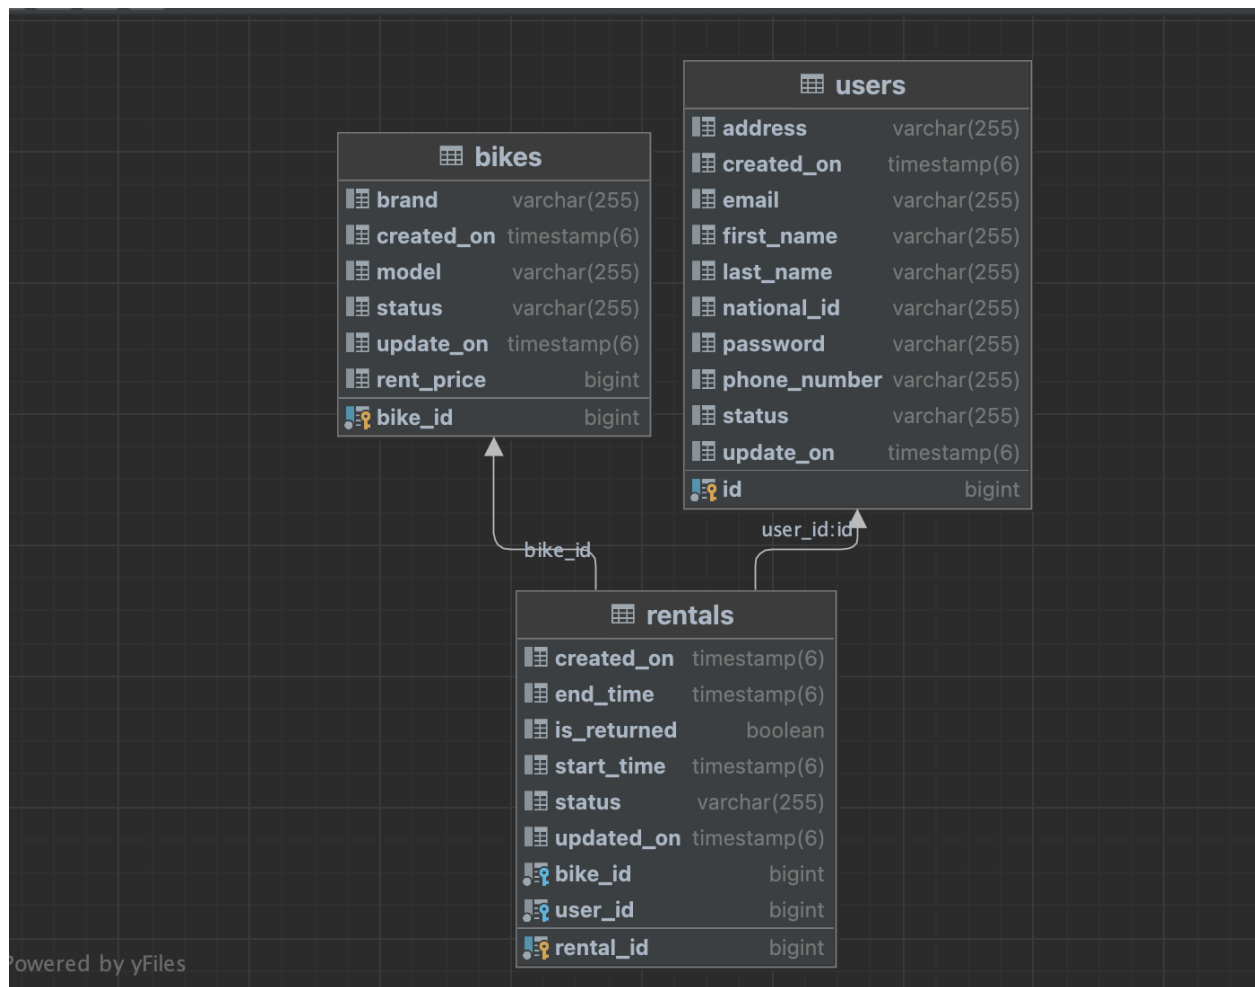 users
address varchar(255)
created_on timestamp(6)
email varchar(255)
first_name varchar(255)
last_name varchar(255)
national_id varchar(255)
password varchar(255)
phone_number varchar(255)
status varchar(255)
update_on timestamp(6)
id bigint
bikes
brand varchar(255)
created_on timestamp(6)
model varchar(255)
status varchar(255)
update_on timestamp(6)
rent_price bigint
bike_id bigint
user_id:id
bike_id
rentals
created_on timestamp(6)
end_time timestamp(6)
is_returned boolean
start_time timestamp(6)
status varchar(255)
updated_on timestamp(6)
bike_id bigint
user_id bigint
rental_id bigint
Powered by yFiles